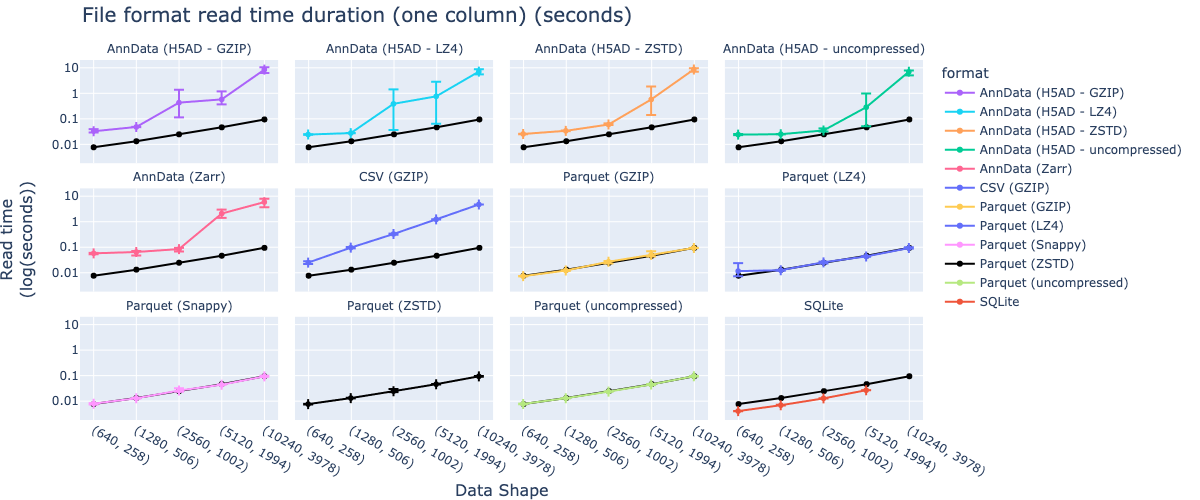 File format read time duration (one column) (seconds)
AnnData (H5AD - GZIP)
AnnData (H5AD - LZ4)
AnnData (H5AD - ZSTD)
AnnData (H5AD - uncompressed)
10
1
0.1
0.01
AnnData (Zarr)
CSV (GZIP)
Parquet (GZIP)
Parquet (LZ4)
10
1
0.1
0.01
Parquet (Snappy)
Parquet (ZSTD)
Parquet (uncompressed)
SQLite
10
1
0.1
0.01
Read time
(log(seconds))
(640, 258)
(1280, 506)
(2560, 1002)
(5120, 1994)
(10240, 3978)
(640, 258)
(1280, 506)
(2560, 1002)
(5120, 1994)
(10240, 3978)
(640, 258)
(1280, 506)
(2560, 1002)
(5120, 1994)
(10240, 3978)
(640, 258)
(1280, 506)
(2560, 1002)
(5120, 1994)
(10240, 3978)
Data Shape
format
AnnData (H5AD - GZIP)
AnnData (H5AD - LZ4)
AnnData (H5AD - ZSTD)
AnnData (H5AD - uncompressed)
AnnData (Zarr)
CSV (GZIP)
Parquet (GZIP)
Parquet (LZ4)
Parquet (Snappy)
Parquet (ZSTD)
Parquet (uncompressed)
SQLite